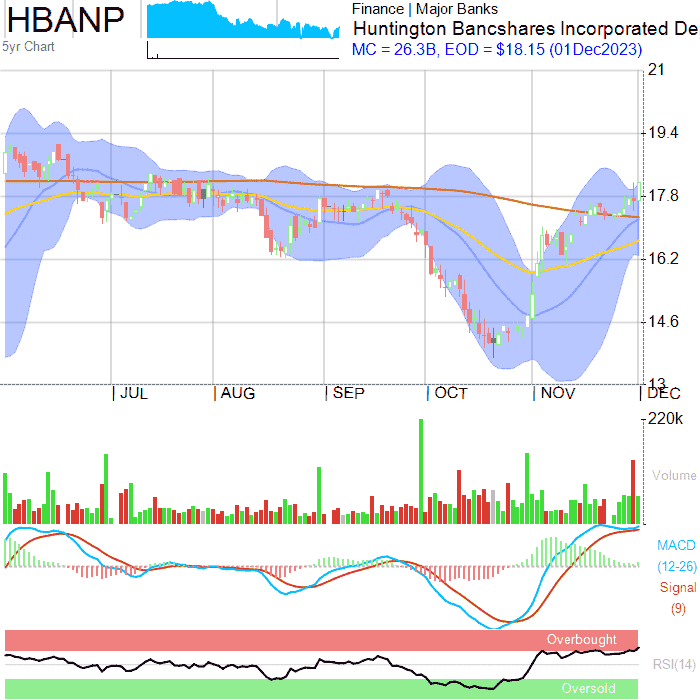 HBANP
5yr Chart
Finance | Major Banks
Huntington Bancshares Incorporated De
MC = 26.3B, EOD = $18.15 (01Dec2023)
21
19.4
17.8
16.2
14.6
13
JUL AUG SEP OCT NOV DEC
220k
Volume
MACD
(12-26)
Signal
(9)
Overbought
RSI(14)
Oversold